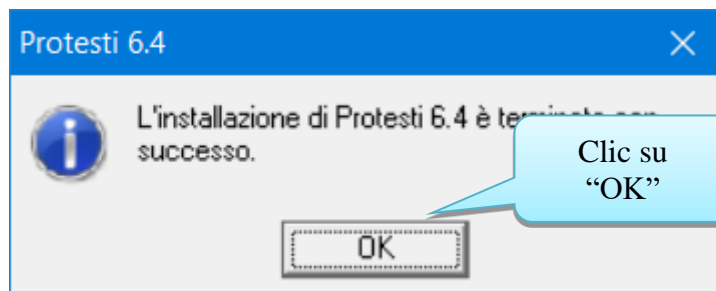 Protesti 6.4
L'installazione di Protesti 6.4 è
successo.
Clic su
“OK”
OK